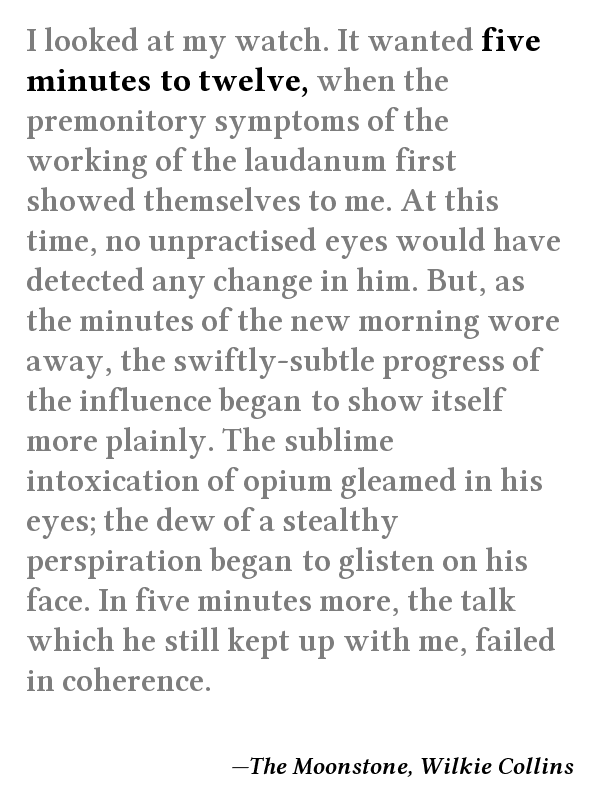 I looked at my watch. It wanted five
minutes to twelve, when the
premonitory symptoms of the
working of the laudanum first
showed themselves to me. At this
time, no unpractised eyes would have
detected any change in him. But, as
the minutes of the new morning wore
away, the swiftly-subtle progress of
the influence began to show itself
more plainly. The sublime
intoxication of opium gleamed in his
eyes; the dew of a stealthy
perspiration began to glisten on his
face. In five minutes more, the talk
which he still kept up with me, failed
in coherence.
—The Moonstone, Wilkie Collins